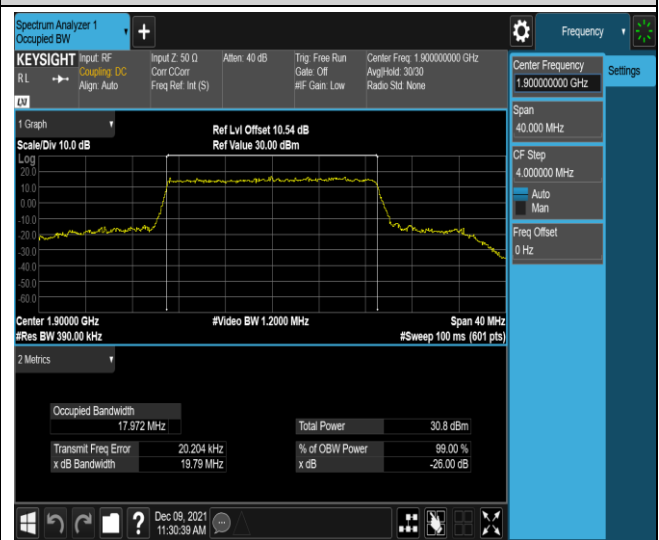 Spectrum Analyzer 1
Occupied BW
+
Frequency
KEYSIGHT
Input: RF
Input Z: 50 Ω
Atten: 40 dB
Trig: Free Run
Center Freq: 1.900000000 GHz
RL
Coupling: DC
Corr CCorr
Gate: Off
Avg|Hold: 30/30
Align: Auto
Freq Ref: Int (S)
#IF Gain: Low
Radio Std: None
LXI
Center Frequency
1.900000000 GHz
Settings
Span
40.000 MHz
CF Step
4.000000 MHz
Auto
Man
Freq Offset
0 Hz
1 Graph
Ref Lvl Offset 10.54 dB
Scale/Div 10.0 dB
Ref Value 30.00 dBm
Log
20.0
10.0
0.00
-10.0
-20.0
-30.0
-40.0
-50.0
-60.0
Center 1.90000 GHz
#Video BW 1.2000 MHz
Span 40 MHz
#Res BW 390.00 kHz
#Sweep 100 ms (601 pts)
2 Metrics
Occupied Bandwidth
17.972 MHz
Total Power
30.8 dBm
Transmit Freq Error
20.204 kHz
% of OBW Power
99.00 %
x dB Bandwidth
19.79 MHz
x dB
-26.00 dB
?
Dec 09, 2021
11:30:39 AM